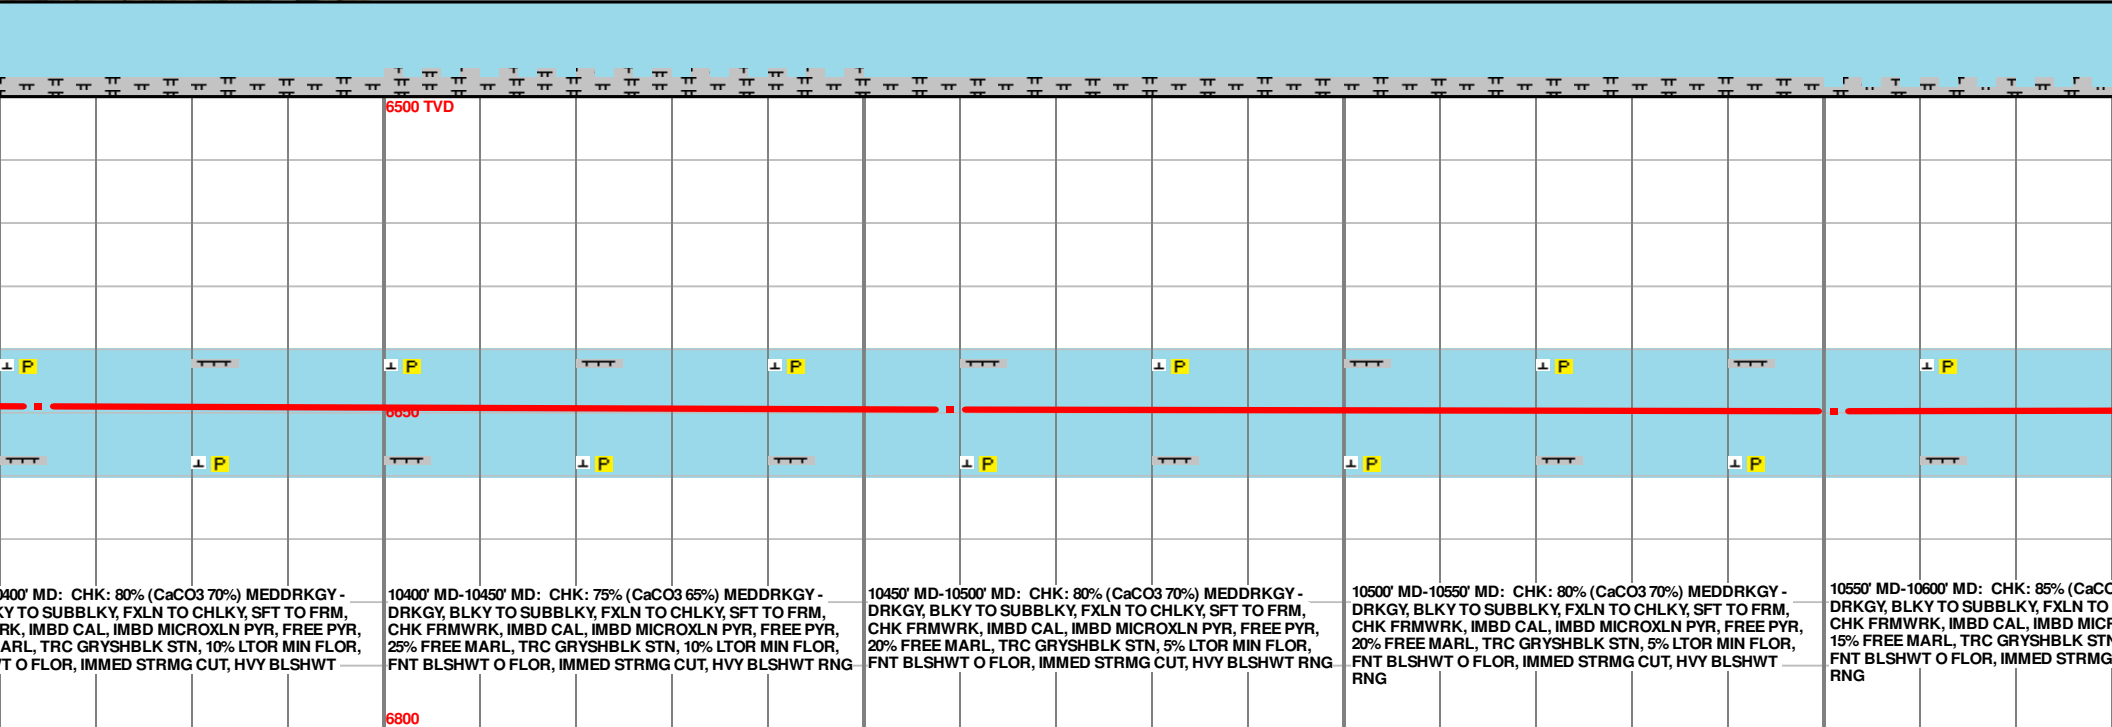 6500 TVD
P
P
P
P
P
P
6650
P
P
P
P
P
0400' MD: CHK: 80% (CaCO3 70%) MEDDRKGY -
KY TO SUBBLKY, FXLN TO CHLKY, SFT TO FRM,
RK, IMBD CAL, IMBD MICROXLN PYR, FREE PYR,
ARL, TRC GRYSHBLK STN, 10% LTOR MIN FLOR,
T O FLOR, IMMED STRMG CUT, HVY BLSHWT
10400' MD-10450' MD: CHK: 75% (CaCO3 65%) MEDDRKGY -
DRKGY, BLKY TO SUBBLKY, FXLN TO CHLKY, SFT TO FRM,
CHK FRMWRK, IMBD CAL, IMBD MICROXLN PYR, FREE PYR,
25% FREE MARL, TRC GRYSHBLK STN, 10% LTOR MIN FLOR,
FNT BLSHWT O FLOR, IMMED STRMG CUT, HVY BLSHWT RNG
10450' MD-10500' MD: CHK: 80% (CaCO3 70%) MEDDRKGY -
DRKGY, BLKY TO SUBBLKY, FXLN TO CHLKY, SFT TO FRM,
CHK FRMWRK, IMBD CAL, IMBD MICROXLN PYR, FREE PYR,
20% FREE MARL, TRC GRYSHBLK STN, 5% LTOR MIN FLOR,
FNT BLSHWT O FLOR, IMMED STRMG CUT, HVY BLSHWT RNG
10500' MD-10550' MD: CHK: 80% (CaCO3 70%) MEDDRKGY -
DRKGY, BLKY TO SUBBLKY, FXLN TO CHLKY, SFT TO FRM,
CHK FRMWRK, IMBD CAL, IMBD MICROXLN PYR, FREE PYR,
20% FREE MARL, TRC GRYSHBLK STN, 5% LTOR MIN FLOR,
FNT BLSHWT O FLOR, IMMED STRMG CUT, HVY BLSHWT
RNG
10550' MD-10600' MD: CHK: 85% (CaCO
DRKGY, BLKY TO SUBBLKY, FXLN TO
CHK FRMWRK, IMBD CAL, IMBD MICR
15% FREE MARL, TRC GRYSHBLK STN
FNT BLSHWT O FLOR, IMMED STRMG
RNG
6800